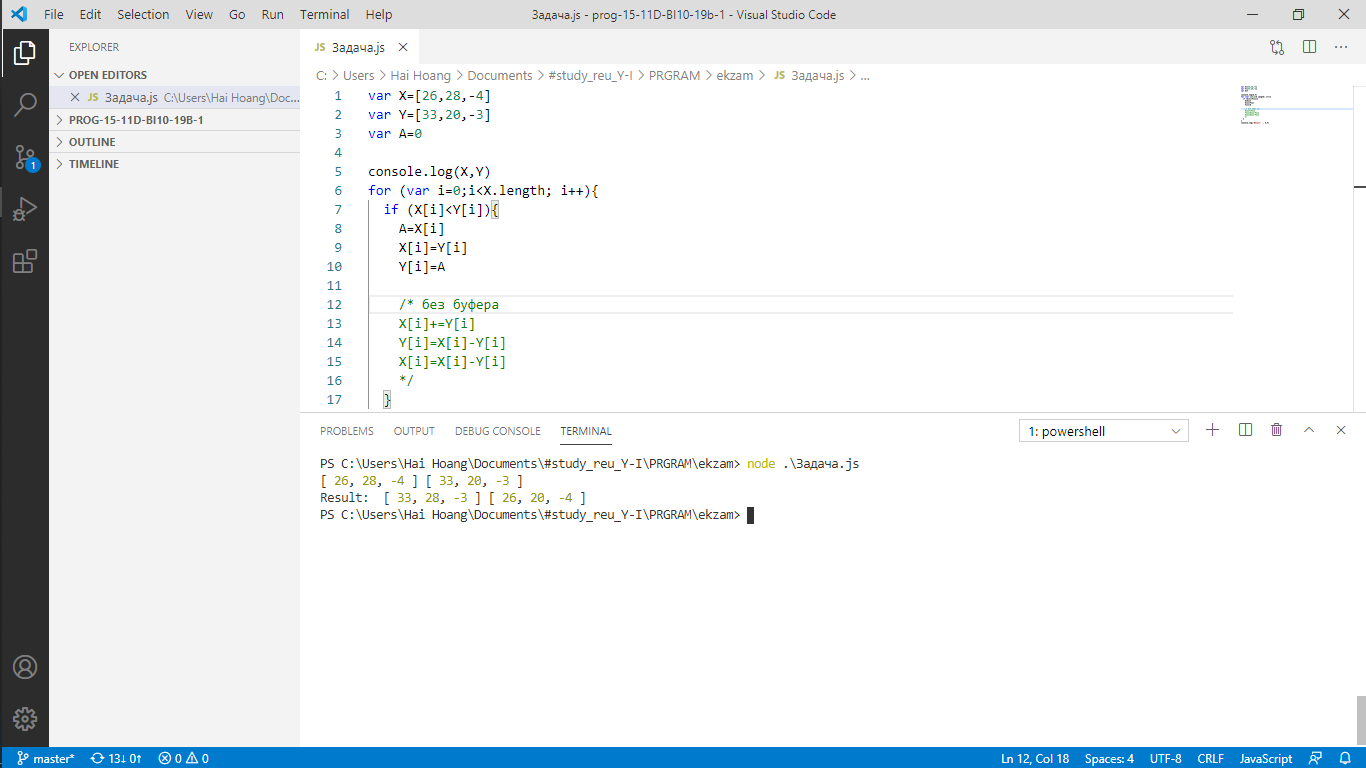 File Edit Selection View Go Run Terminal Help
Задача.js - prog-15-11D-BI10-19b-1 - Visual Studio Code
EXPLORER
OPEN EDITORS
JS Задача.js C:\Users\Hai Hoang\Doc...
PROG-15-11D-BI10-19B-1
OUTLINE
TIMELINE
1
JS Задача.js
C: > Users > Hai Hoang > Documents > #study_reu_Y-I > PRGRAM > ekzam > JS Задача.js > ...
1 var X=[26,28,-4]
2 var Y=[33,20,-3]
3 var A=0
4
5 console.log(X,Y)
6 for (var i=0;i<X.length; i++){
7 if (X[i]<Y[i]){
8 A=X[i]
9 X[i]=Y[i]
10 Y[i]=A
11
12 /* без буфера
13 X[i]+=Y[i]
14 Y[i]=X[i]-Y[i]
15 X[i]=X[i]-Y[i]
16 */
17 }
PROBLEMS OUTPUT DEBUG CONSOLE TERMINAL
1: powershell
PS C:\Users\Hai Hoang\Documents\#study_reu_Y-I\PRGRAM\ekzam> node .\Задача.js
[ 26, 28, -4 ] [ 33, 20, -3 ]
Result:  [ 33, 28, -3 ] [ 26, 20, -4 ]
PS C:\Users\Hai Hoang\Documents\#study_reu_Y-I\PRGRAM\ekzam>
master* 13↓ 0↑ 0 0
Ln 12, Col 18 Spaces: 4 UTF-8 CRLF JavaScript